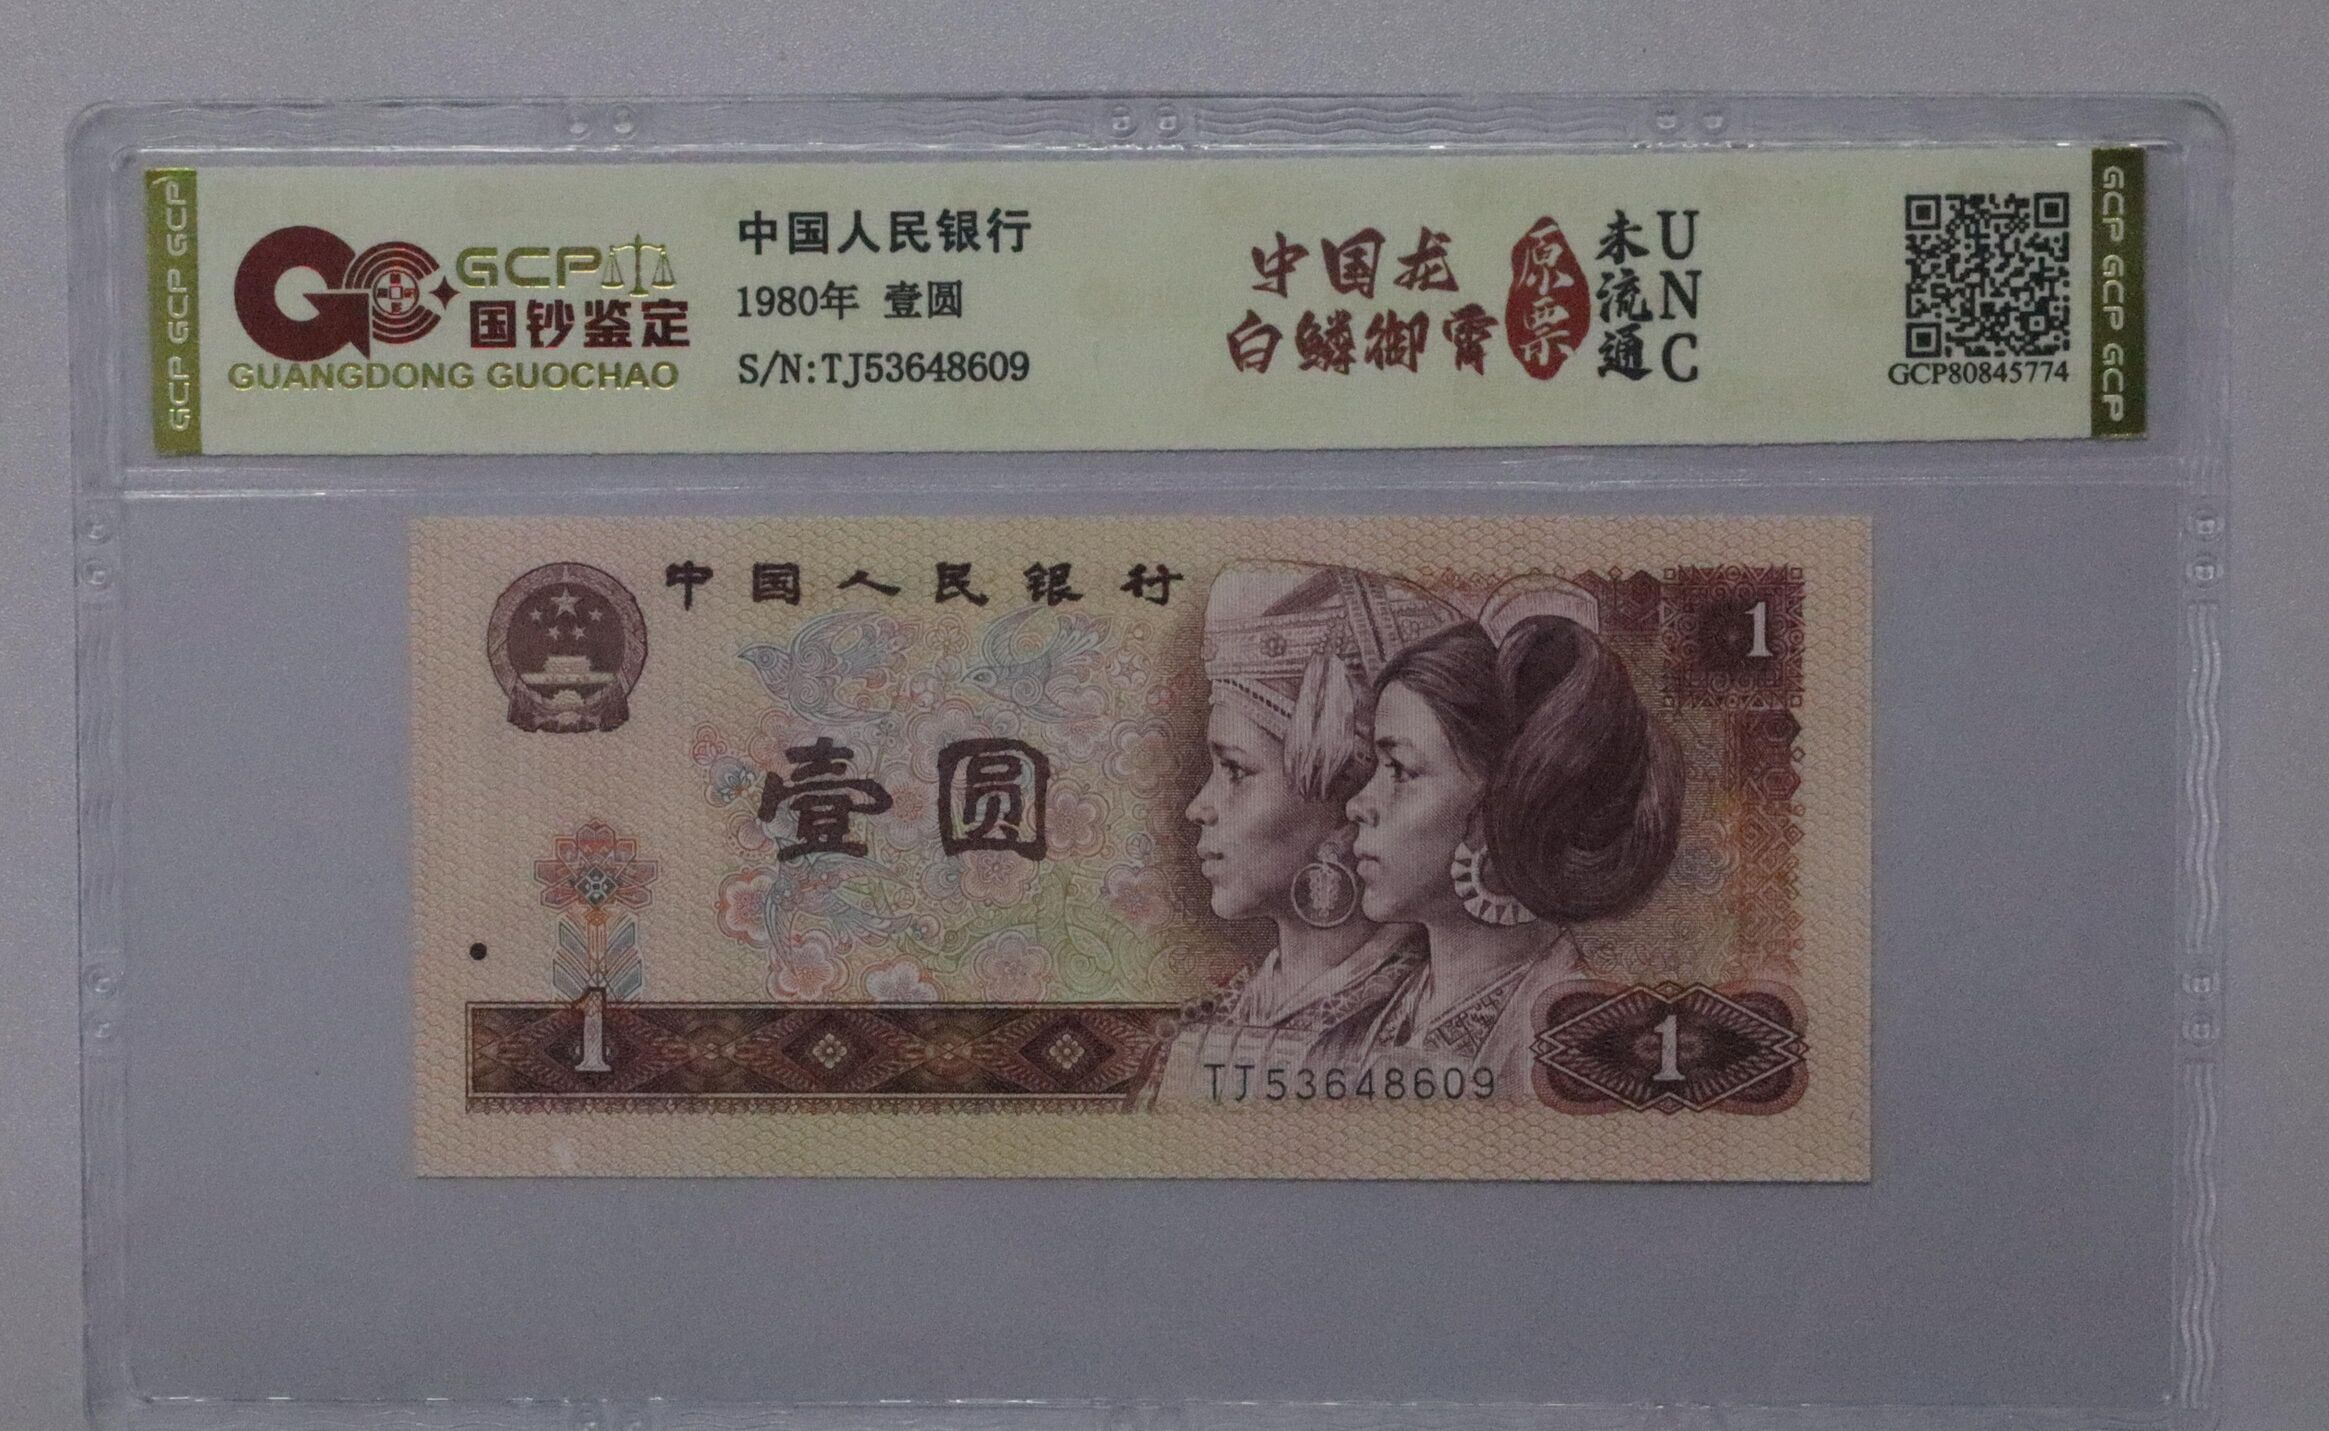 GCP GCP GCP
GCP
国钞鉴定
GUANGDONG GUOCHAO
中国人民银行
1980年 壹圆
S/N:TJ53648609
中国龙
白鳞御霄
原票
未流通
UNC
GCP80845774
GCP GCP GCP
中国人民银行
1
壹圆
1
1
TJ53648609